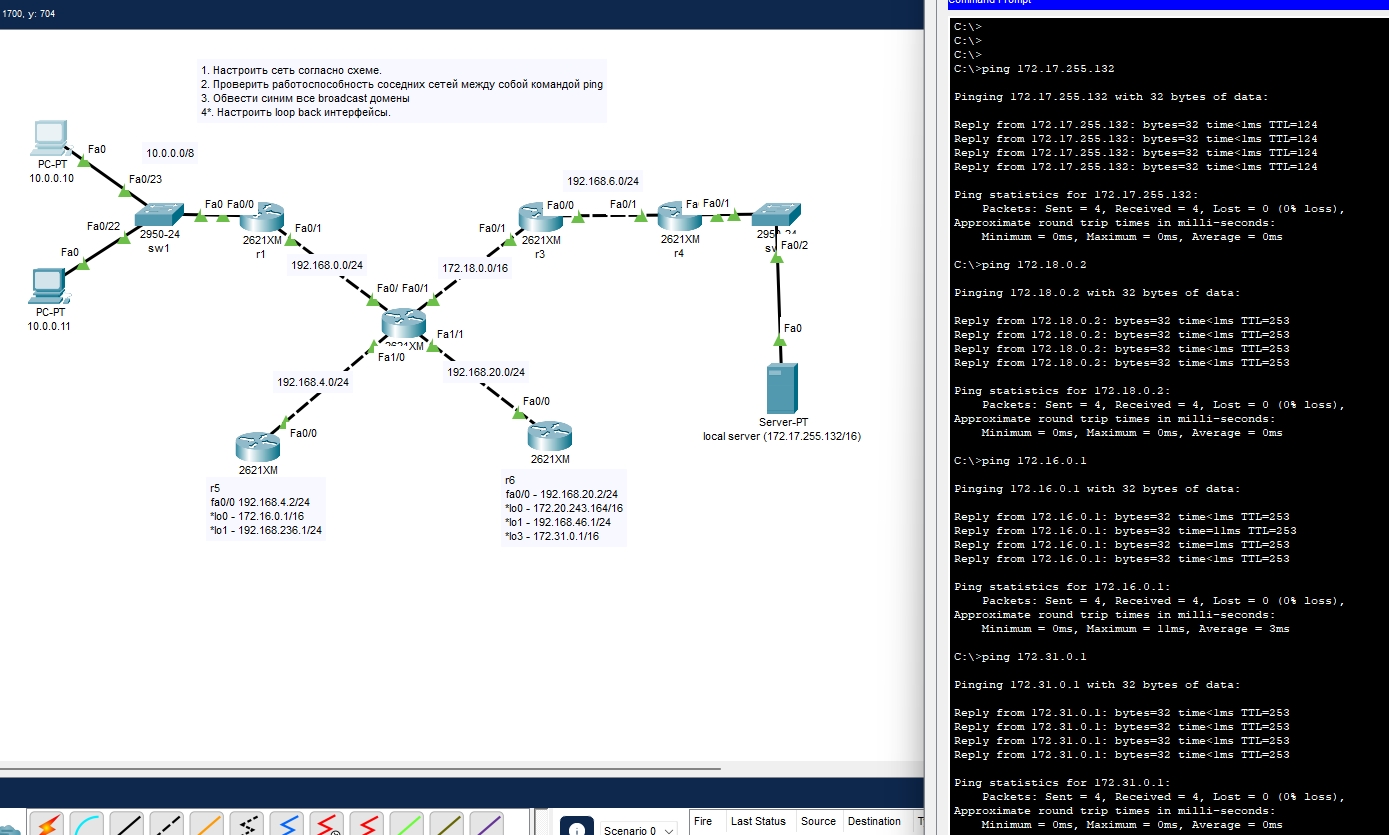 1700, y: 704
1. Настроить сеть согласно схеме.
2. Проверить работоспособность соседних сетей между собой командой ping
3. Обвести синим все broadcast домены
4*. Настроить loop back интерфейсы.
Fa0
10.0.0.0/8
PC-PT
10.0.0.10
Fa0/23
192.168.6.0/24
Fa0 Fa0/0
Fa0/0
Fa0/1
Fa Fa0/1
Fa0/22
Fa0/1
Fa0/1
2950-24
sw1
2621XM
r1
2621XM
r3
2621XM
r4
Fa0/2
Fa0
192.168.0.0/24
172.18.0.0/16
Fa0/ Fa0/1
PC-PT
10.0.0.11
Fa0
Fa1/1
Fa1/0
192.168.4.0/24
192.168.20.0/24
Fa0/0
Server-PT
local server (172.17.255.132/16)
Fa0/0
2621XM
2621XM
r5
fa0/0 192.168.4.2/24
*lo0 - 172.16.0.1/16
*lo1 - 192.168.236.1/24
r6
fa0/0 - 192.168.20.2/24
*lo0 - 172.20.243.164/16
*lo1 - 192.168.46.1/24
*lo3 - 172.31.0.1/16
Scenario 0
Fire Last Status Source Destination T
Command Prompt
C:\>
C:\>
C:\>
C:\>ping 172.17.255.132
Pinging 172.17.255.132 with 32 bytes of data:
Reply from 172.17.255.132: bytes=32 time<1ms TTL=124
Reply from 172.17.255.132: bytes=32 time<1ms TTL=124
Reply from 172.17.255.132: bytes=32 time<1ms TTL=124
Reply from 172.17.255.132: bytes=32 time<1ms TTL=124
Ping statistics for 172.17.255.132:
Packets: Sent = 4, Received = 4, Lost = 0 (0% loss),
Approximate round trip times in milli-seconds:
Minimum = 0ms, Maximum = 0ms, Average = 0ms
C:\>ping 172.18.0.2
Pinging 172.18.0.2 with 32 bytes of data:
Reply from 172.18.0.2: bytes=32 time<1ms TTL=253
Reply from 172.18.0.2: bytes=32 time<1ms TTL=253
Reply from 172.18.0.2: bytes=32 time<1ms TTL=253
Reply from 172.18.0.2: bytes=32 time<1ms TTL=253
Ping statistics for 172.18.0.2:
Packets: Sent = 4, Received = 4, Lost = 0 (0% loss),
Approximate round trip times in milli-seconds:
Minimum = 0ms, Maximum = 0ms, Average = 0ms
C:\>ping 172.16.0.1
Pinging 172.16.0.1 with 32 bytes of data:
Reply from 172.16.0.1: bytes=32 time<1ms TTL=253
Reply from 172.16.0.1: bytes=32 time=11ms TTL=253
Reply from 172.16.0.1: bytes=32 time=1ms TTL=253
Reply from 172.16.0.1: bytes=32 time<1ms TTL=253
Ping statistics for 172.16.0.1:
Packets: Sent = 4, Received = 4, Lost = 0 (0% loss),
Approximate round trip times in milli-seconds:
Minimum = 0ms, Maximum = 11ms, Average = 3ms
C:\>ping 172.31.0.1
Pinging 172.31.0.1 with 32 bytes of data:
Reply from 172.31.0.1: bytes=32 time<1ms TTL=253
Reply from 172.31.0.1: bytes=32 time<1ms TTL=253
Reply from 172.31.0.1: bytes=32 time<1ms TTL=253
Reply from 172.31.0.1: bytes=32 time<1ms TTL=253
Ping statistics for 172.31.0.1:
Packets: Sent = 4, Received = 4, Lost = 0 (0% loss),
Approximate round trip times in milli-seconds:
Minimum = 0ms, Maximum = 0ms, Average = 0ms